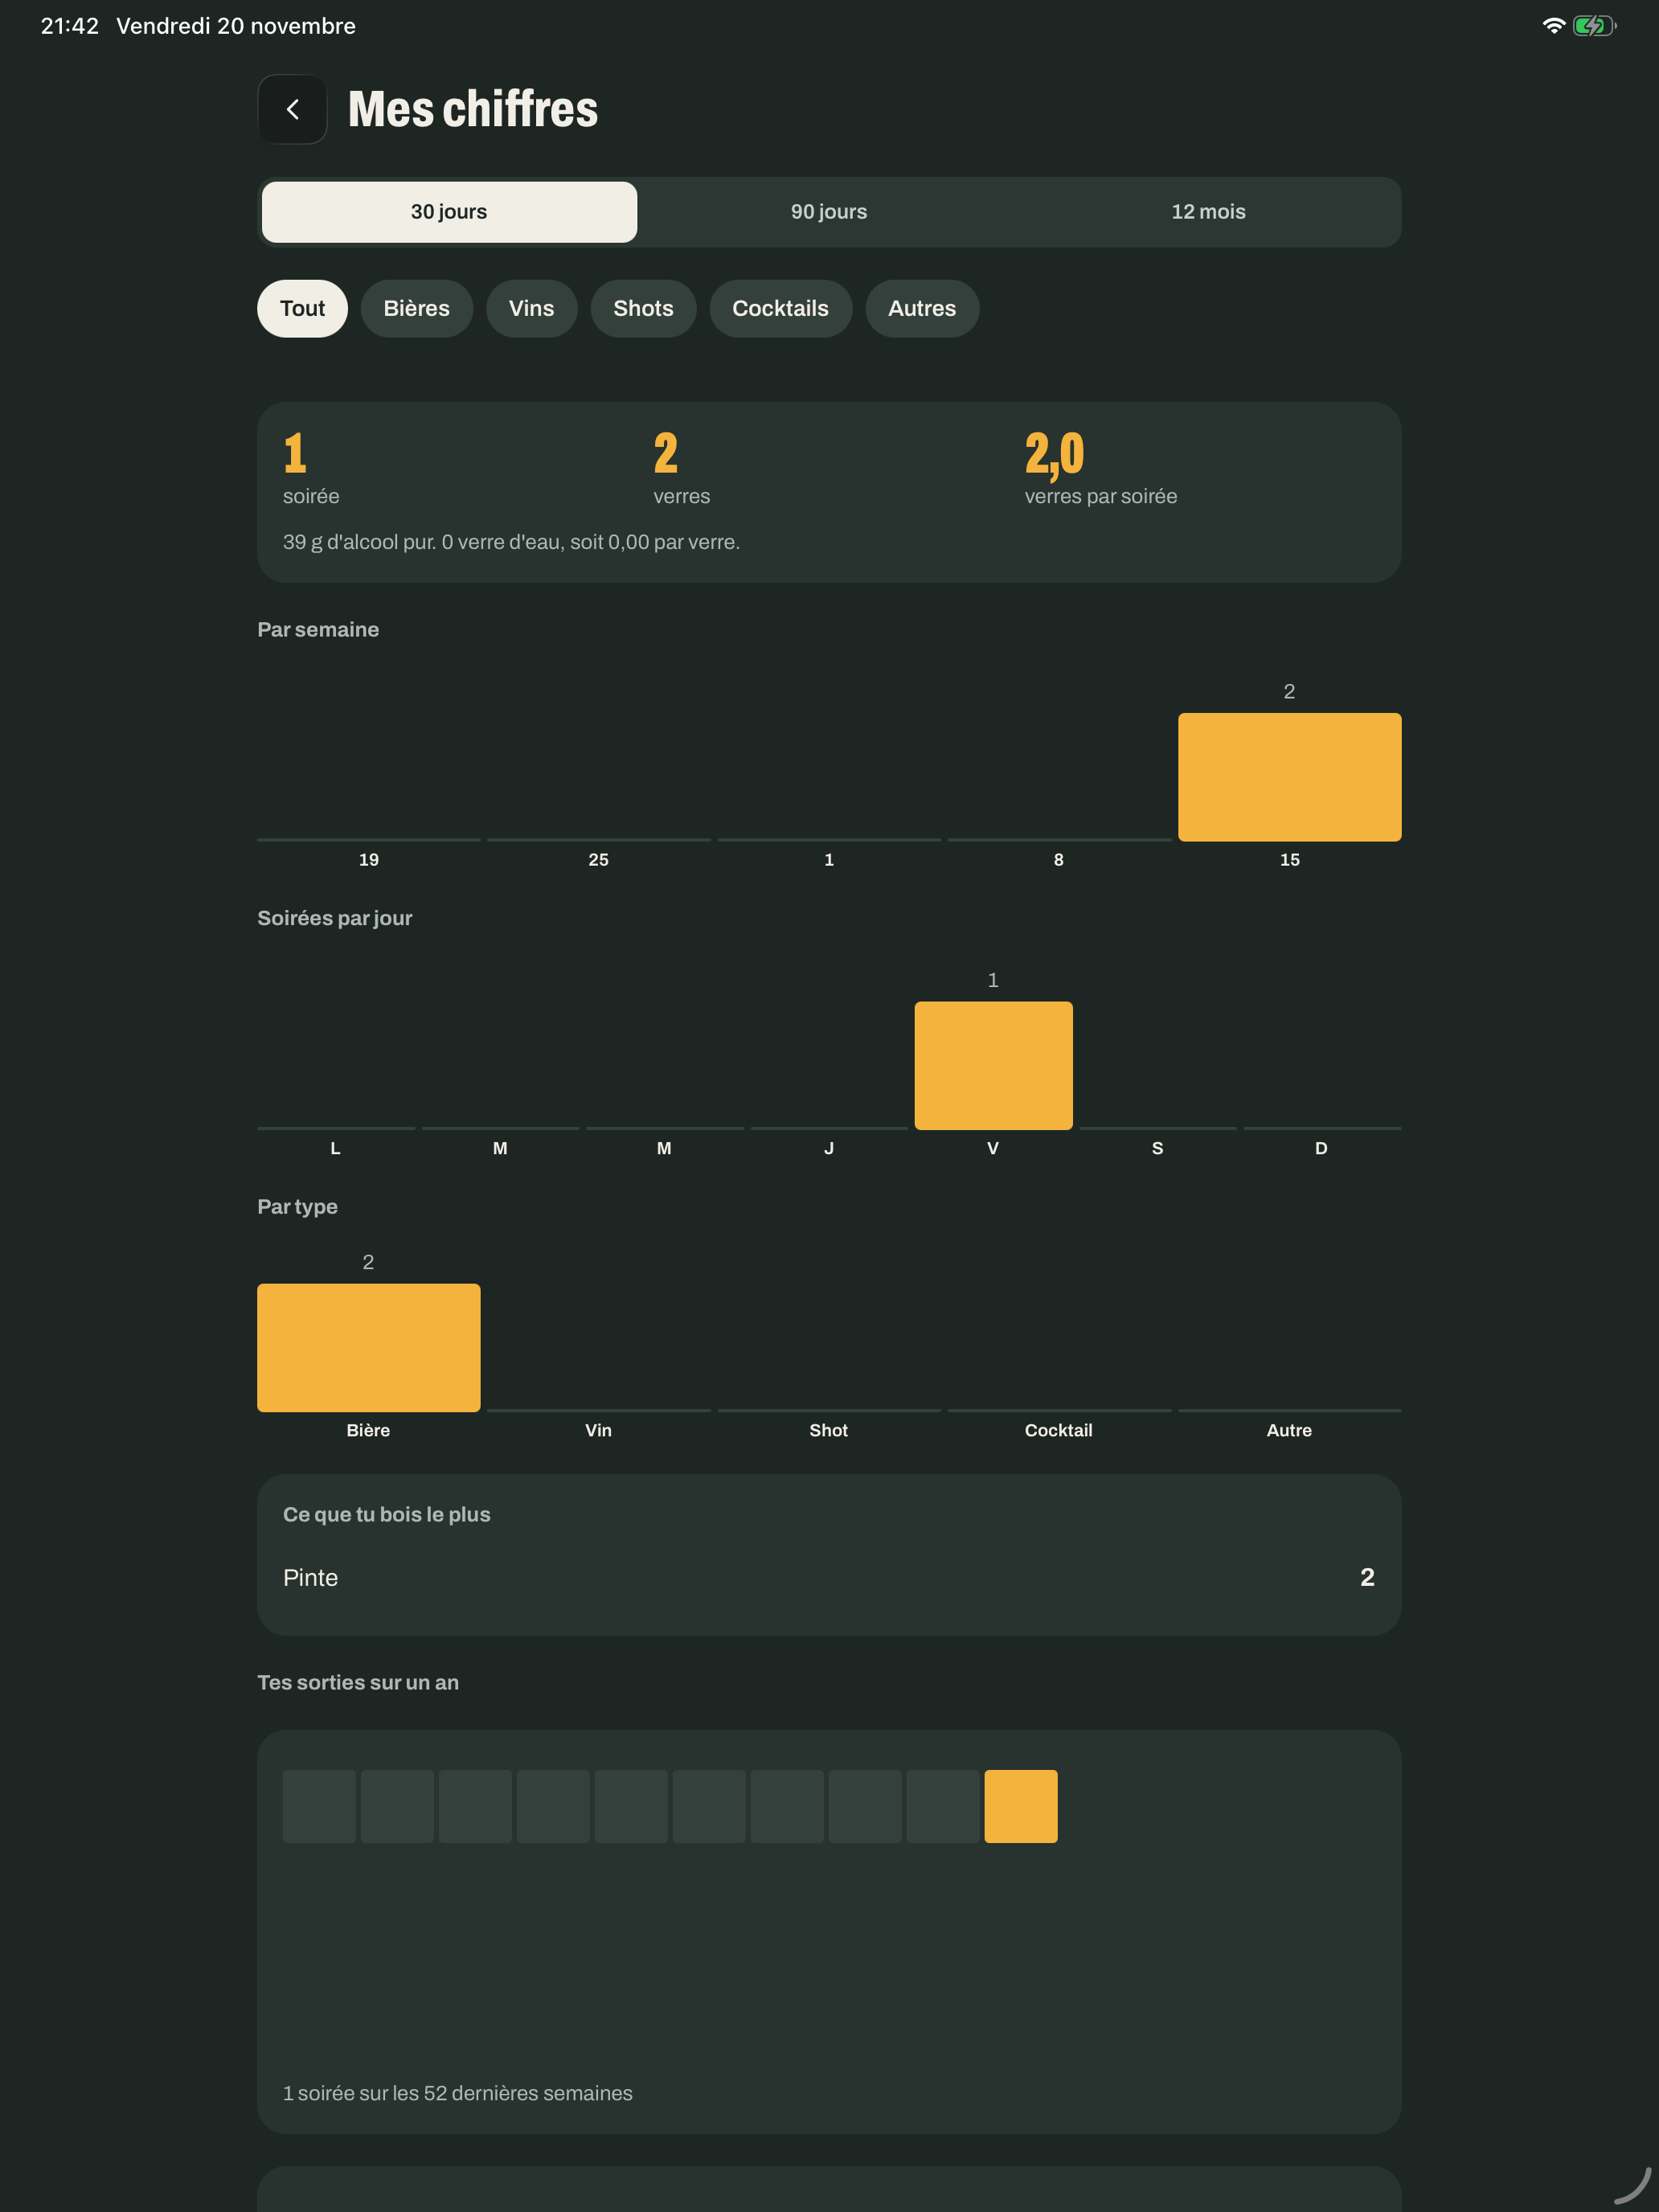 21:42 Vendredi 20 novembre
Mes chiffres
30 jours 90 jours 12 mois
Tout Bières Vins Shots Cocktails Autres
1 2 2,0
soirée verres verres par soirée
39 g d'alcool pur. 0 verre d'eau, soit 0,00 par verre.
Par semaine
2
19 25 1 8 15
Soirées par jour
1
L M M J V S D
Par type
2
Bière Vin Shot Cocktail Autre
Ce que tu bois le plus
Pinte 2
Tes sorties sur un an
1 soirée sur les 52 dernières semaines